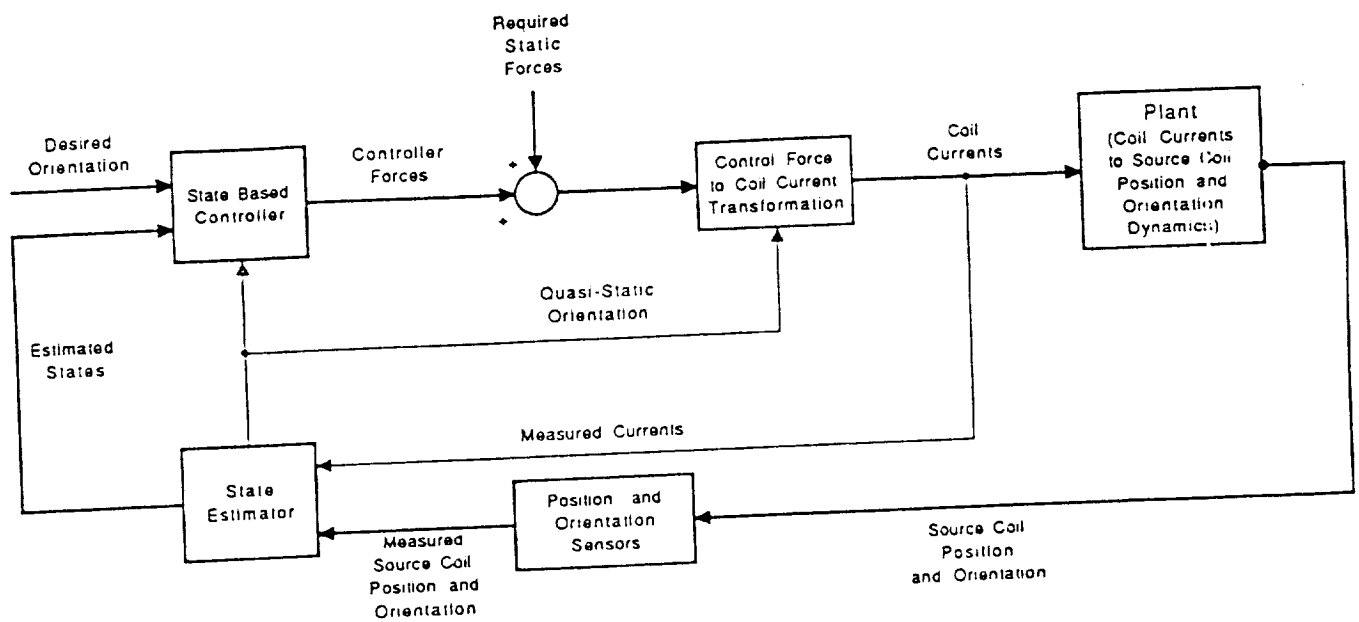 Required
Static
Forces
Desired
Orientation
State Based
Controller
Controller
Forces
+
+
Control Force
to Coil Current
Transformation
Coil
Currents
Plant
(Coil Currents
to Source Coil
Position and
Orientation
Dynamics)
Quasi-Static
Orientation
Estimated
States
Measured Currents
State
Estimator
Position and
Orientation
Sensors
Measured
Source Coil
Position and
Orientation
Source Coil
Position
and Orientation